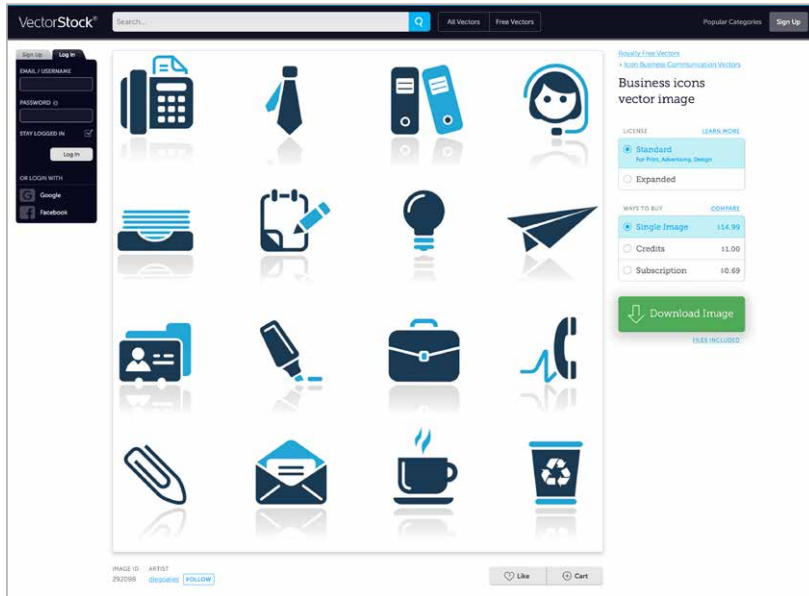 VectorStock®
Search...
All Vectors
Free Vectors
Popular Categories
Sign Up
Sign Up
Log In
EMAIL / USERNAME
PASSWORD
STAY LOGGED IN
Log In
OR LOGIN WITH
Google
Facebook
Royalty Free Vectors
› Icon Business Communication Vectors
Business icons
vector image
LICENSE
LEARN MORE
Standard
For Print, Advertising, Design
Expanded
WAYS TO BUY
COMPARE
Single Image $14.99
Credits $1.00
Subscription $0.69
Download Image
FILES INCLUDED
IMAGE ID
ARTIST
292098
FOLLOW
Like
Cart